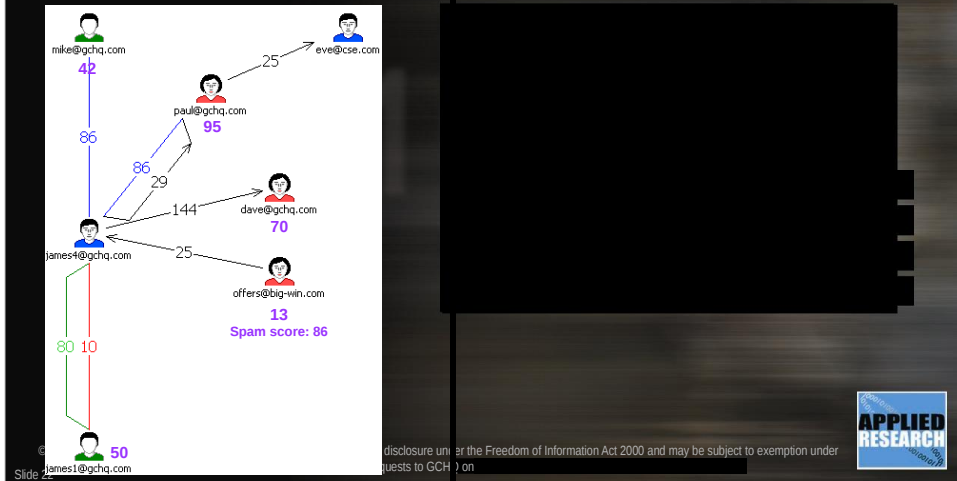 mike@gchq.com
42
eve@cse.com
25
paul@gchq.com
95
86
86
29
dave@gchq.com
70
144
james4@gchq.com
25
offers@big-win.com
13
Spam score: 86
80 10
50
james1@gchq.com
APPLIED
RESEARCH
© disclosure under the Freedom of Information Act 2000 and may be subject to exemption under
to GCHQ on
Slide 22